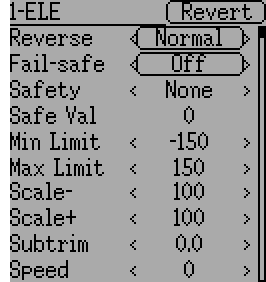 1-ELE Revert
Reverse < Normal >
Fail-safe < Off >
Safety < None >
Safe Val 0
Min Limit < -150 >
Max Limit < 150 >
Scale- < 100 >
Scale+ < 100 >
Subtrim < 0.0 >
Speed < 0 >